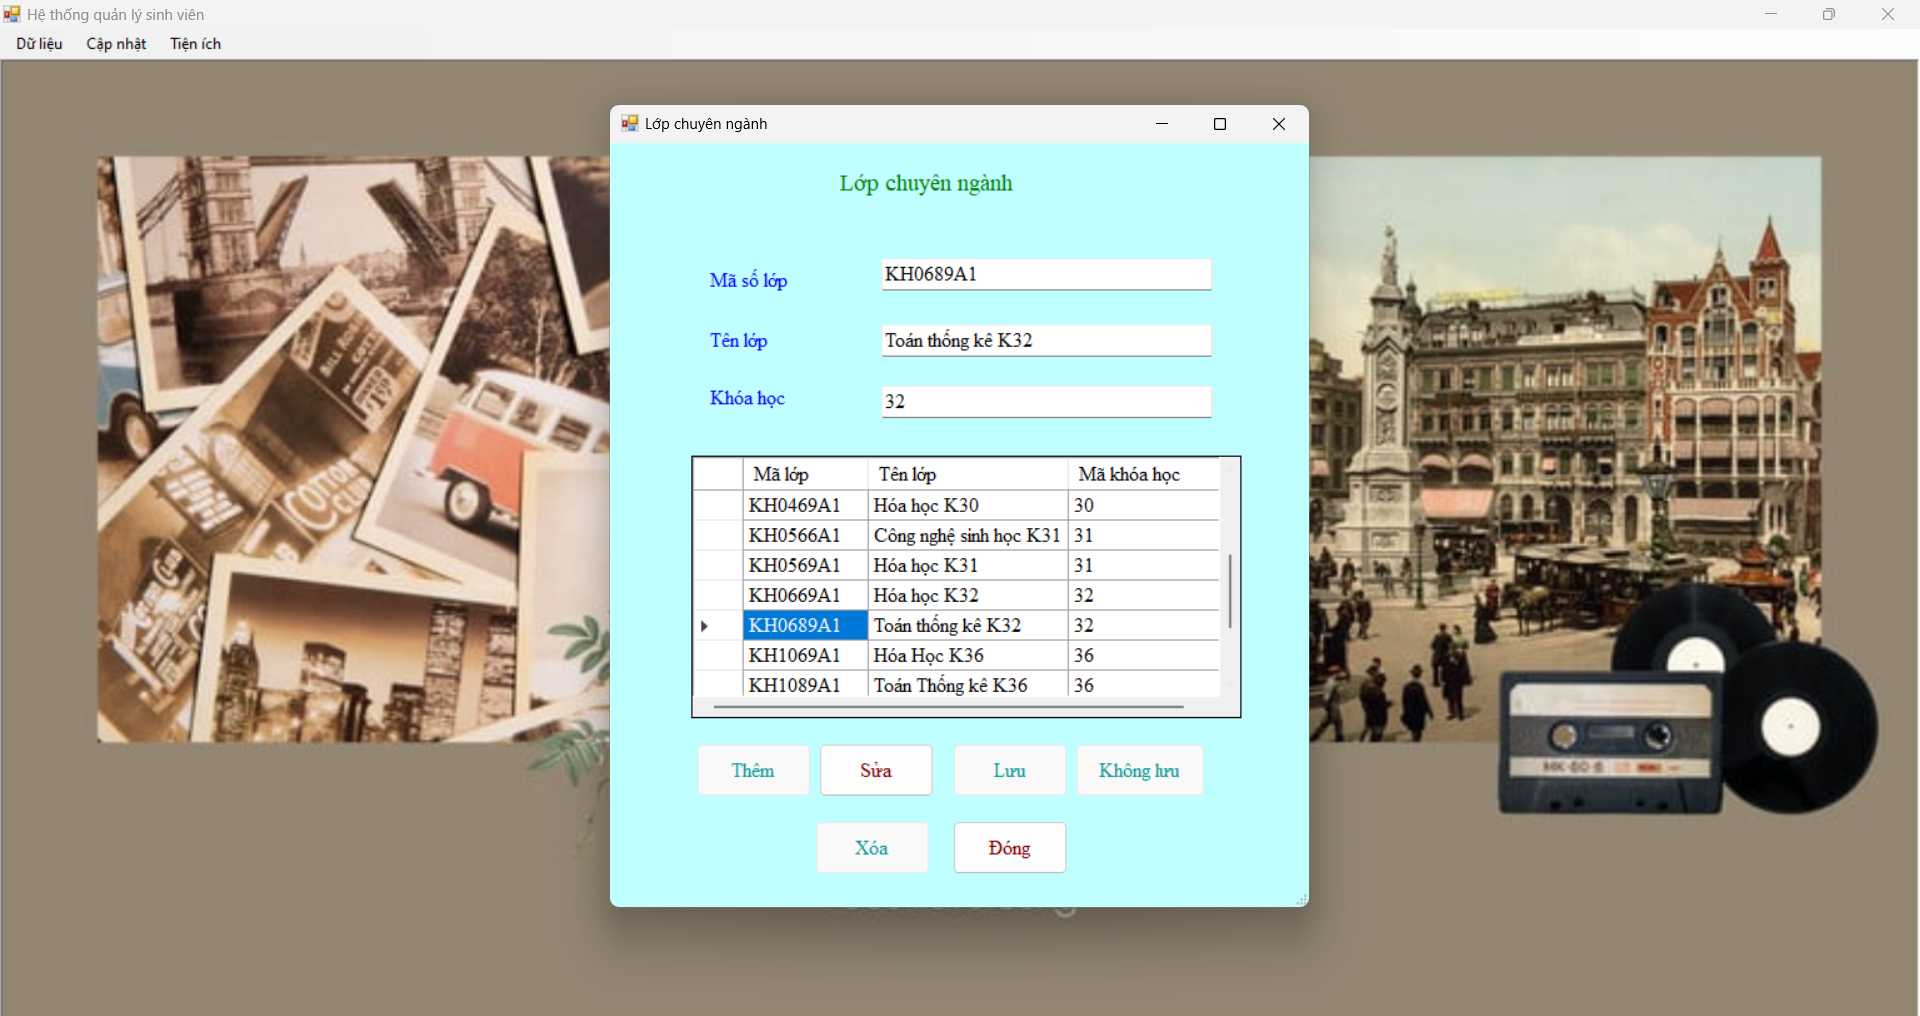 Hệ thống quản lý sinh viên
Dữ liệu Cập nhật Tiện ích
Lớp chuyên ngành
Lớp chuyên ngành
Mã số lớp KH0689A1
Tên lớp Toán thống kê K32
Khóa học 32
Mã lớp Tên lớp Mã khóa học
KH0469A1 Hóa học K30 30
KH0566A1 Công nghệ sinh học K31 31
KH0569A1 Hóa học K31 31
KH0669A1 Hóa học K32 32
KH0689A1 Toán thống kê K32 32
KH1069A1 Hóa Học K36 36
KH1089A1 Toán Thống kê K36 36
Thêm Sửa Lưu Không lưu
Xóa Đóng
COTTON
CLUB